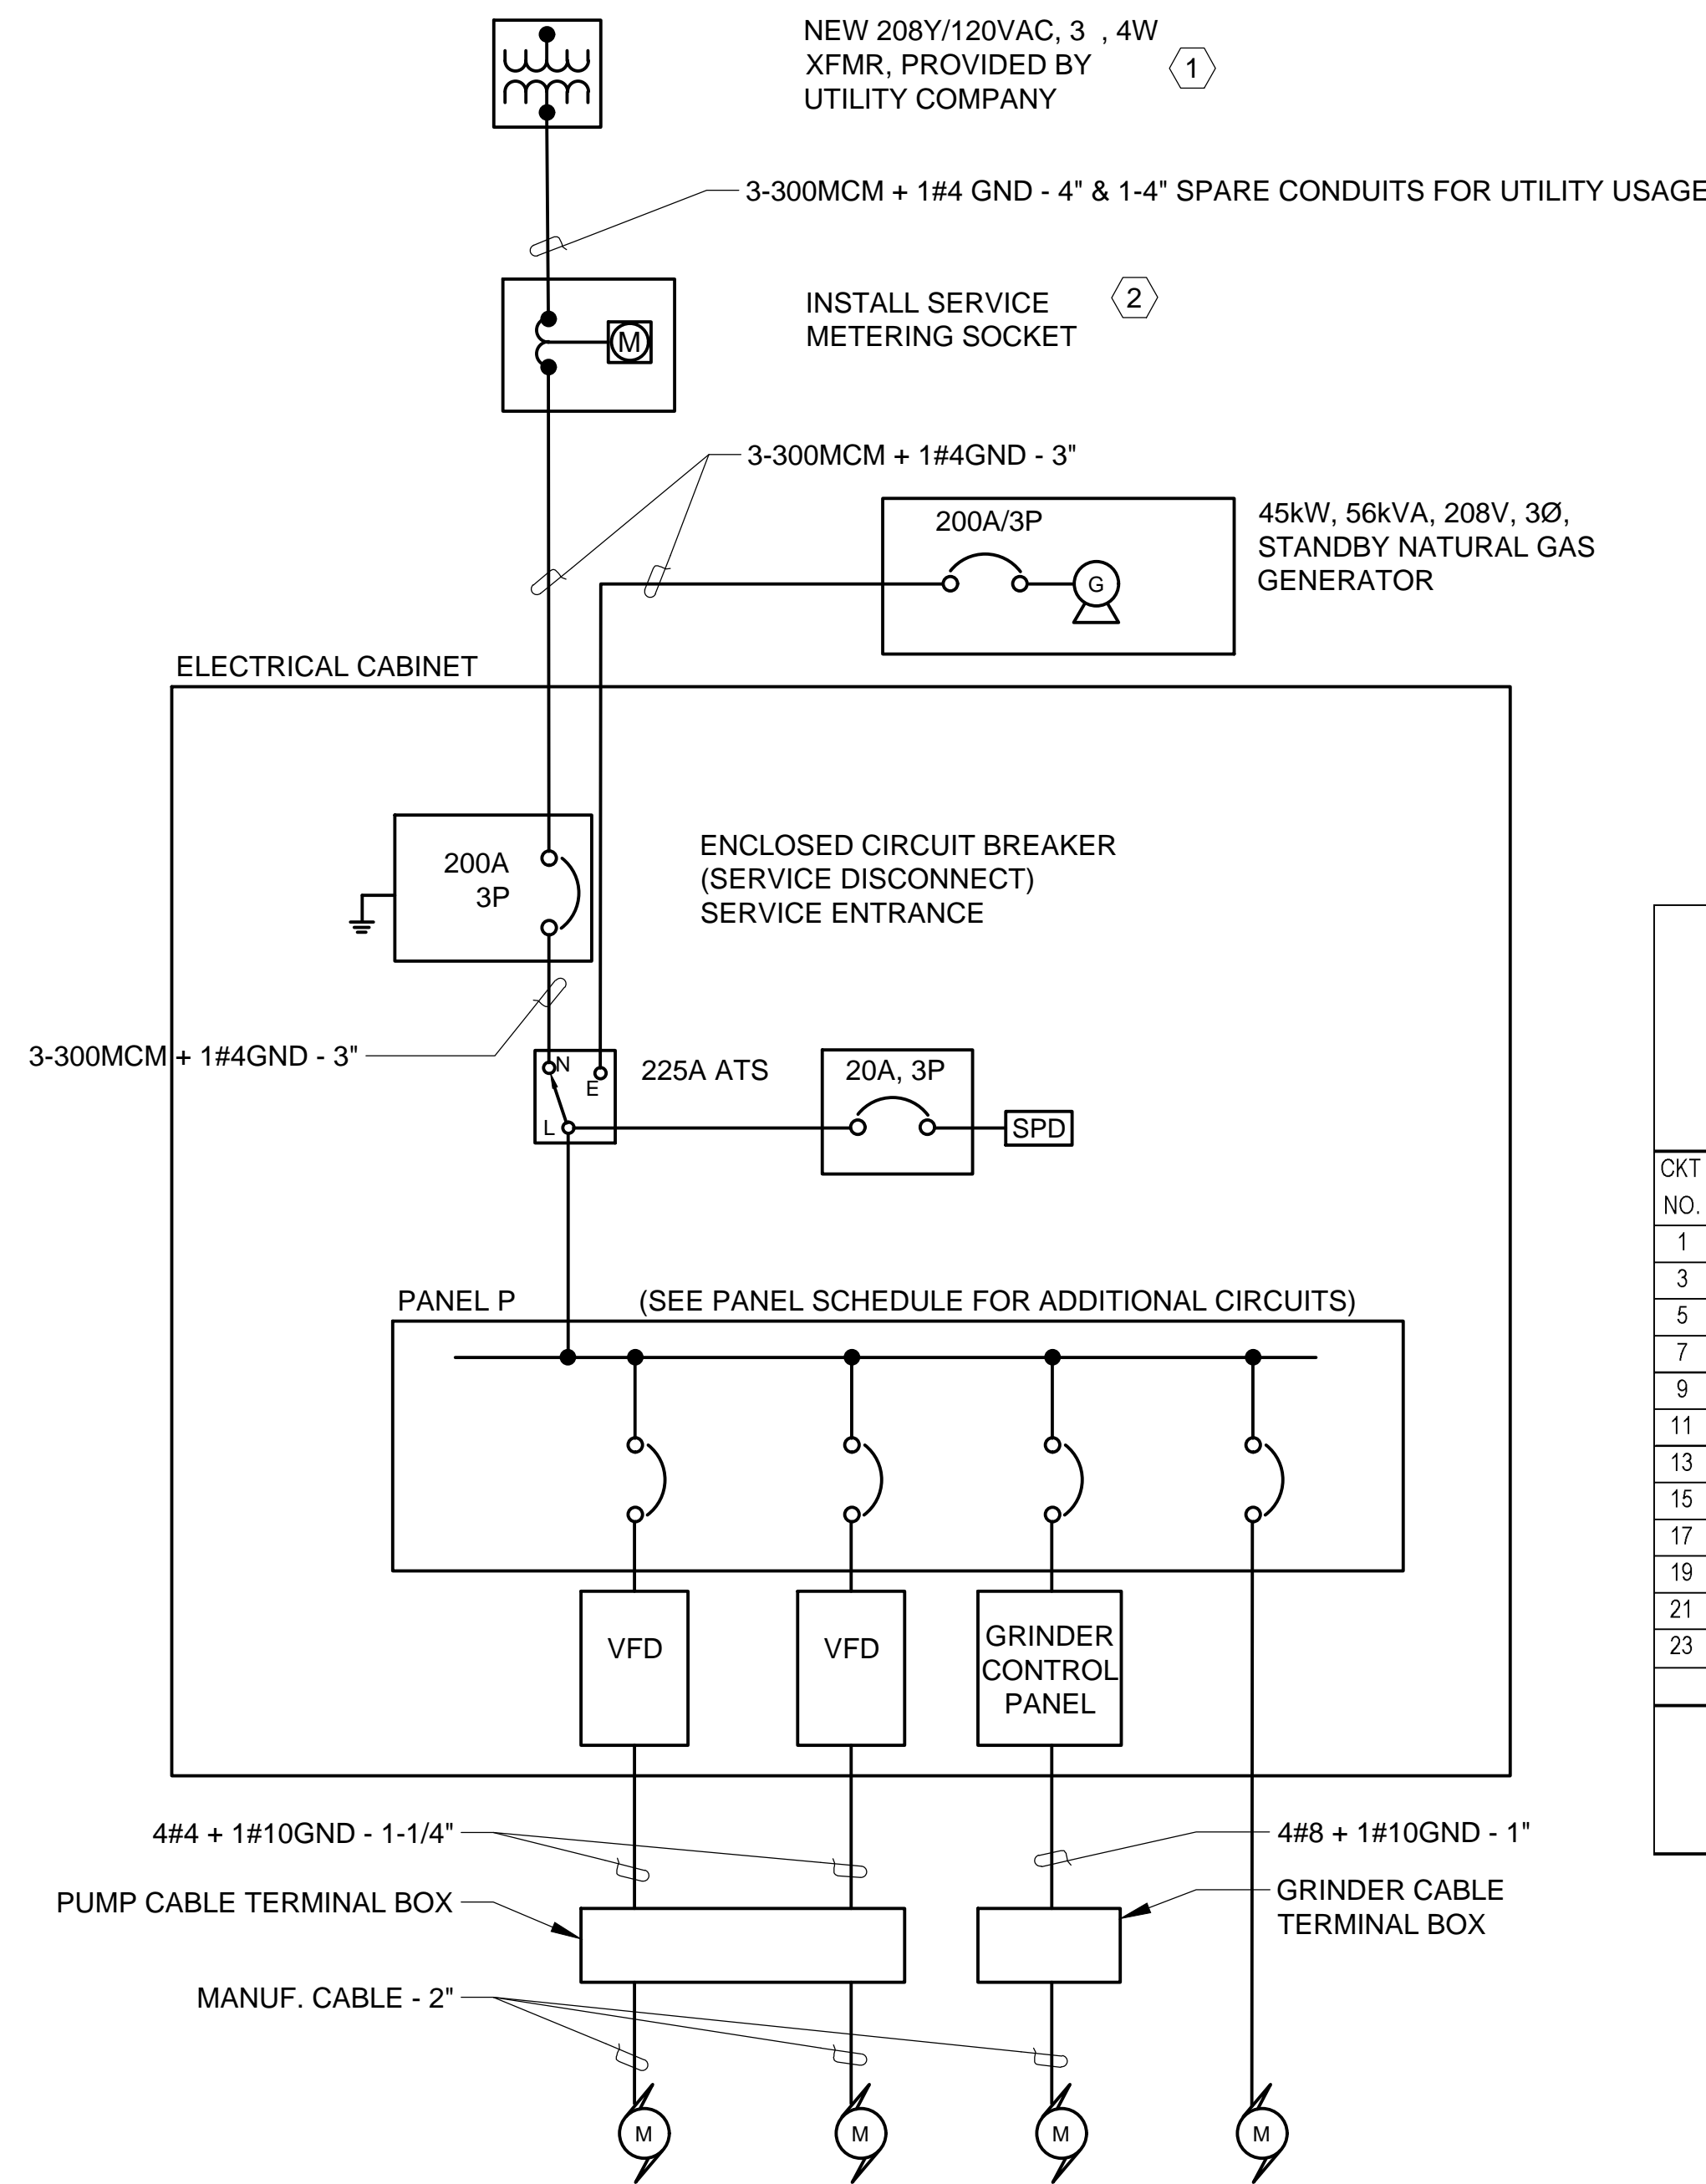 NEW 208Y/120VAC, 3 , 4W
XFMR, PROVIDED BY
UTILITY COMPANY
1
3-300MCM + 1#4 GND - 4" & 1-4" SPARE CONDUITS FOR UTILITY USAGE
INSTALL SERVICE
METERING SOCKET
2
M
3-300MCM + 1#4GND - 3"
200A/3P
G
45kW, 56kVA, 208V, 3Ø,
STANDBY NATURAL GAS
GENERATOR
ELECTRICAL CABINET
200A
3P
ENCLOSED CIRCUIT BREAKER
(SERVICE DISCONNECT)
SERVICE ENTRANCE
3-300MCM + 1#4GND - 3"
N
E
L
225A ATS
20A, 3P
SPD
PANEL P
(SEE PANEL SCHEDULE FOR ADDITIONAL CIRCUITS)
VFD
VFD
GRINDER
CONTROL
PANEL
4#4 + 1#10GND - 1-1/4"
4#8 + 1#10GND - 1"
PUMP CABLE TERMINAL BOX
GRINDER CABLE
TERMINAL BOX
MANUF. CABLE - 2"
M
M
M
M
CKT
NO.
1
3
5
7
9
11
13
15
17
19
21
23